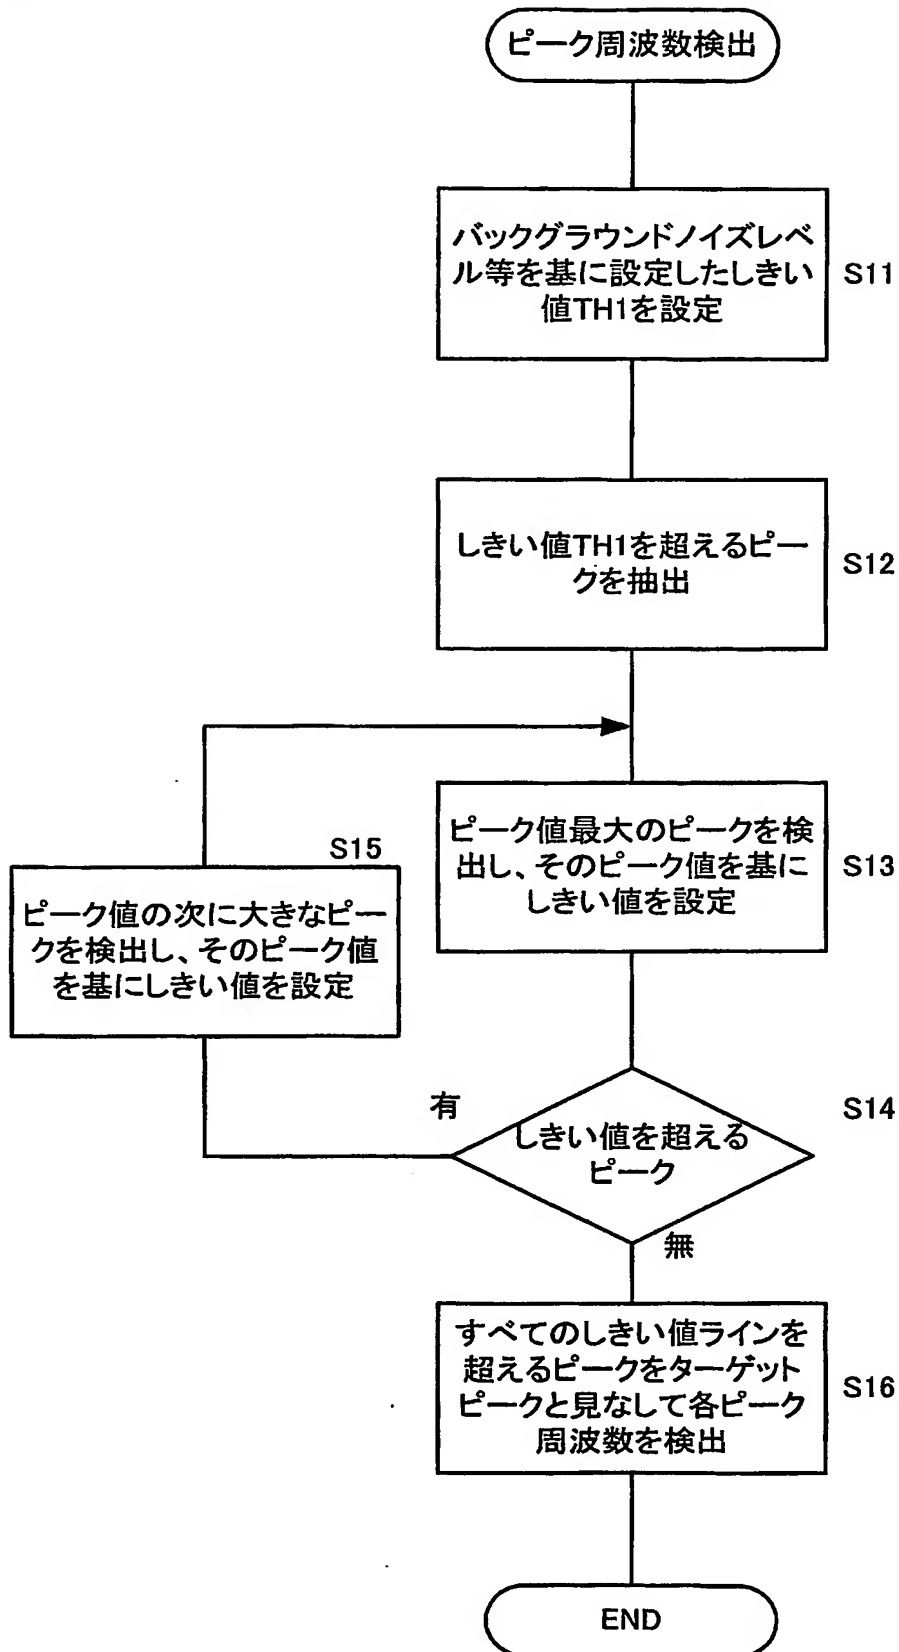 ピーク周波数検出
バックグラウンドノイズレベ
ル等を基に設定したしきい
値TH1を設定
S11
しきい値TH1を超えるピー
クを抽出
S12
ピーク値最大のピークを検
出し、そのピーク値を基に
しきい値を設定
S13
S15
ピーク値の次に大きなピー
クを検出し、そのピーク値
を基にしきい値を設定
有
S14
しきい値を超える
ピーク
無
すべてのしきい値ラインを
超えるピークをターゲット
ピークと見なして各ピーク
周波数を検出
S16
END